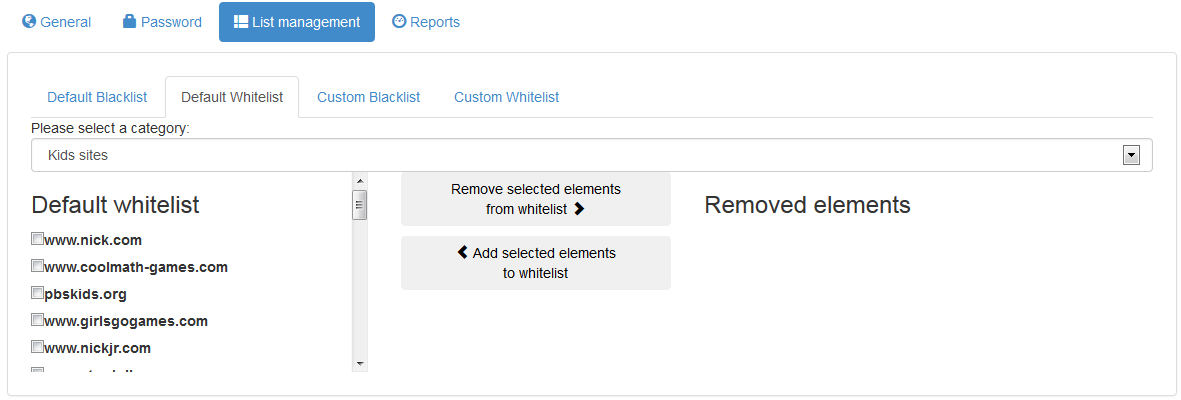 General Password List management Reports
Default Blacklist Default Whitelist Custom Blacklist Custom Whitelist
Please select a category:
Kids sites
Default whitelist
www.nick.com
www.coolmath-games.com
pbskids.org
www.girlsgogames.com
www.nickjr.com
Remove selected elements
from whitelist
Add selected elements
to whitelist
Removed elements